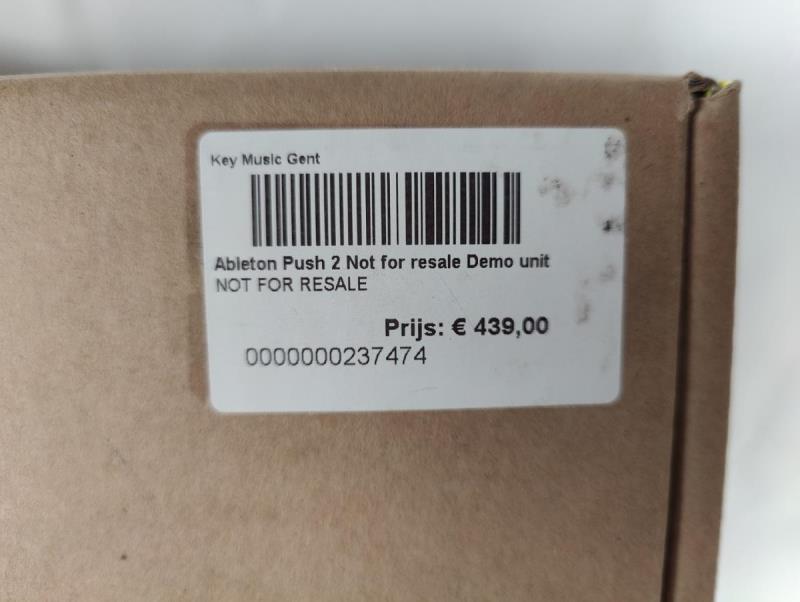 Key Music Gent
Ableton Push 2 Not for resale Demo unit
NOT FOR RESALE
Prijs: € 439,00
0000000237474